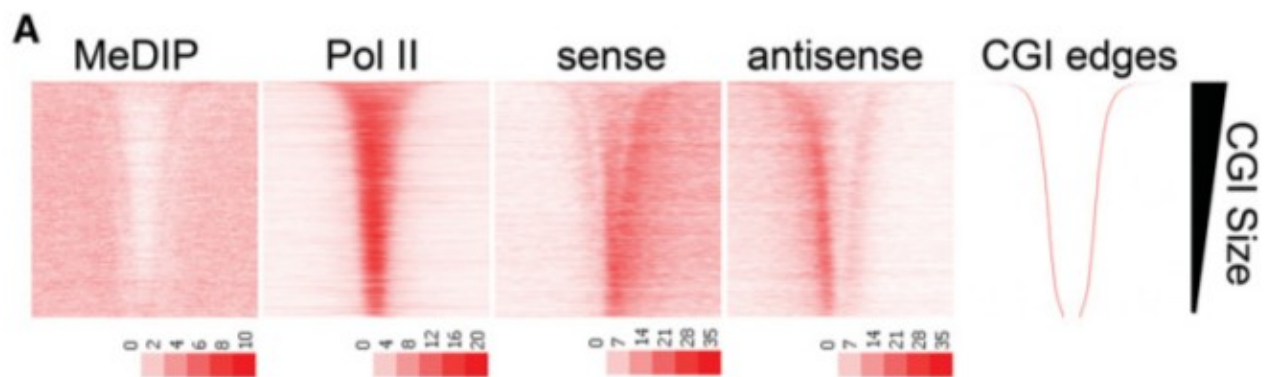 A
MeDIP Pol II sense antisense CGI edges
CGI Size
0 2 4 6 8 10 0 4 8 12 16 20 0 7 14 21 28 35 0 7 14 21 28 35